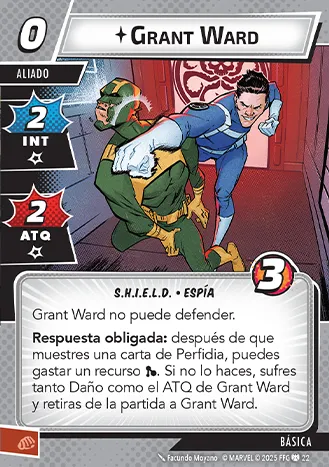 0
GRANT WARD
ALIADO
2
INT
2
ATQ
3
S.H.I.E.L.D. • ESPÍA
Grant Ward no puede defender.
Respuesta obligada: después de que
muestres una carta de Perfidia, puedes
gastar un recurso . Si no lo haces, sufres
tanto Daño como el ATQ de Grant Ward
y retiras de la partida a Grant Ward.
BÁSICA
Facundo Moyano © MARVEL © 2025 FFG 22